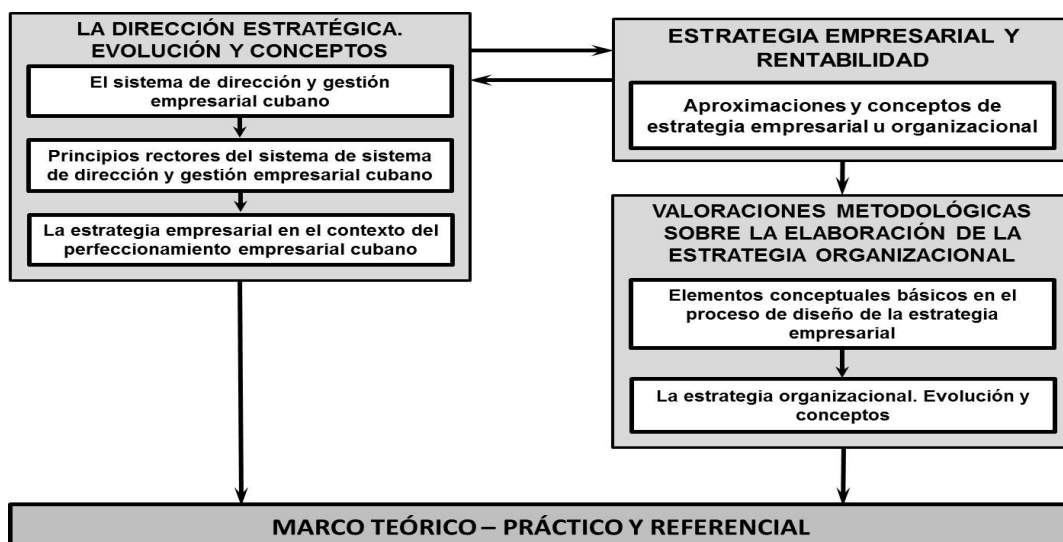 LA DIRECCIÓN ESTRATÉGICA.
EVOLUCIÓN Y CONCEPTOS
El sistema de dirección y gestión
empresarial cubano
Principios rectores del sistema de sistema
de dirección y gestión empresarial cubano
La estrategia empresarial en el contexto del
perfeccionamiento empresarial cubano
ESTRATEGIA EMPRESARIAL Y
RENTABILIDAD
Aproximaciones y conceptos de
estrategia empresarial u organizacional
VALORACIONES METODOLÓGICAS
SOBRE LA ELABORACIÓN DE LA
ESTRATEGIA ORGANIZACIONAL
Elementos conceptuales básicos en el
proceso de diseño de la estrategia
empresarial
La estrategia organizacional. Evolución y
conceptos
MARCO TEÓRICO – PRÁCTICO Y REFERENCIAL